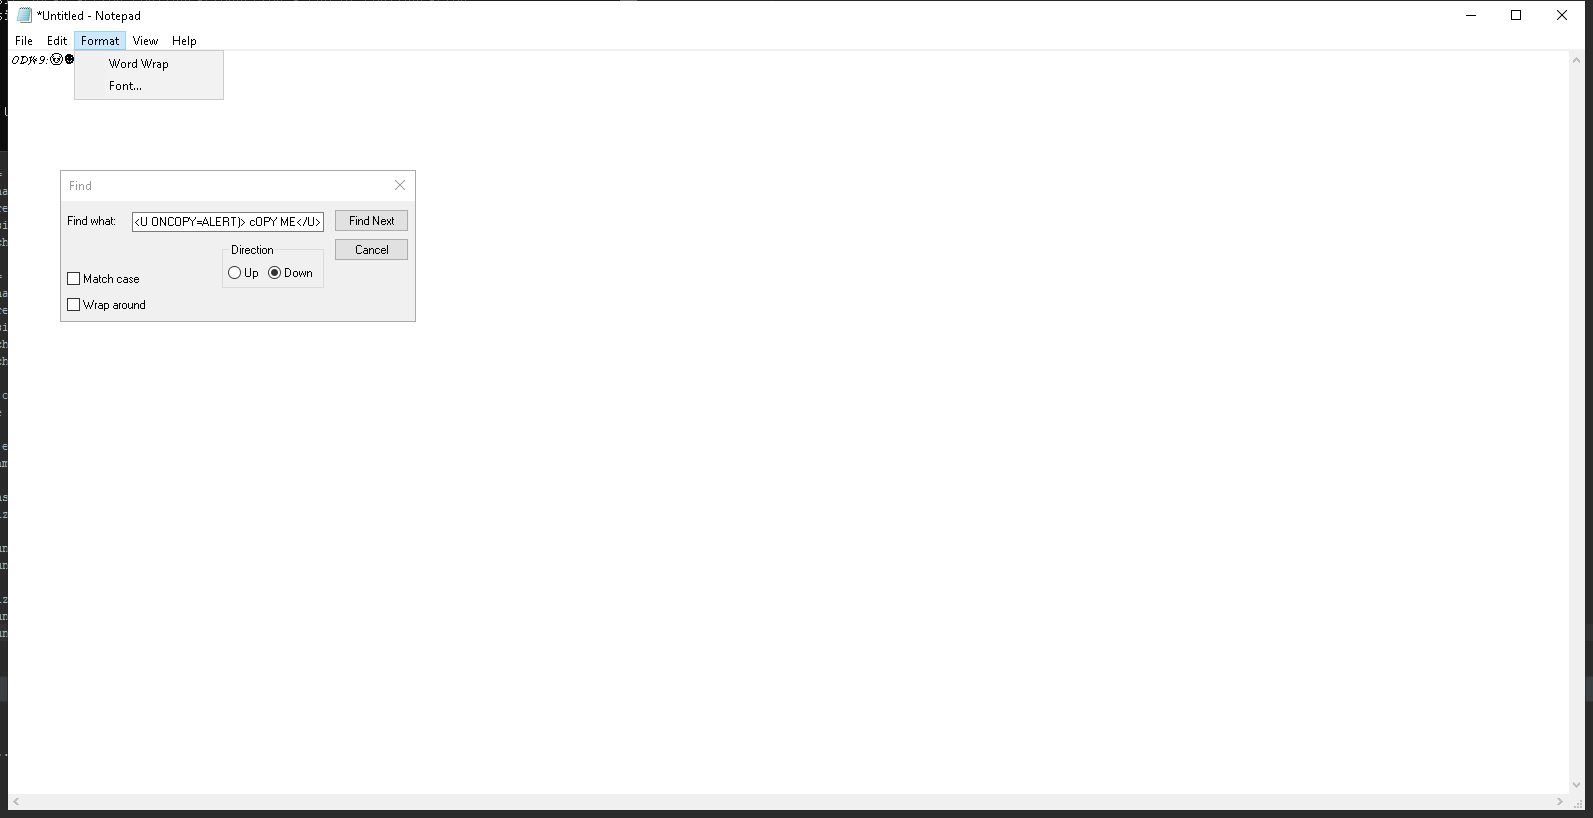 *Untitled - Notepad
File Edit Format View Help
Word Wrap
Font...
Find
Find what: <U ONCOPY=ALERT)> cOPY ME</U> Find Next
Direction Cancel
Up Down
Match case
Wrap around